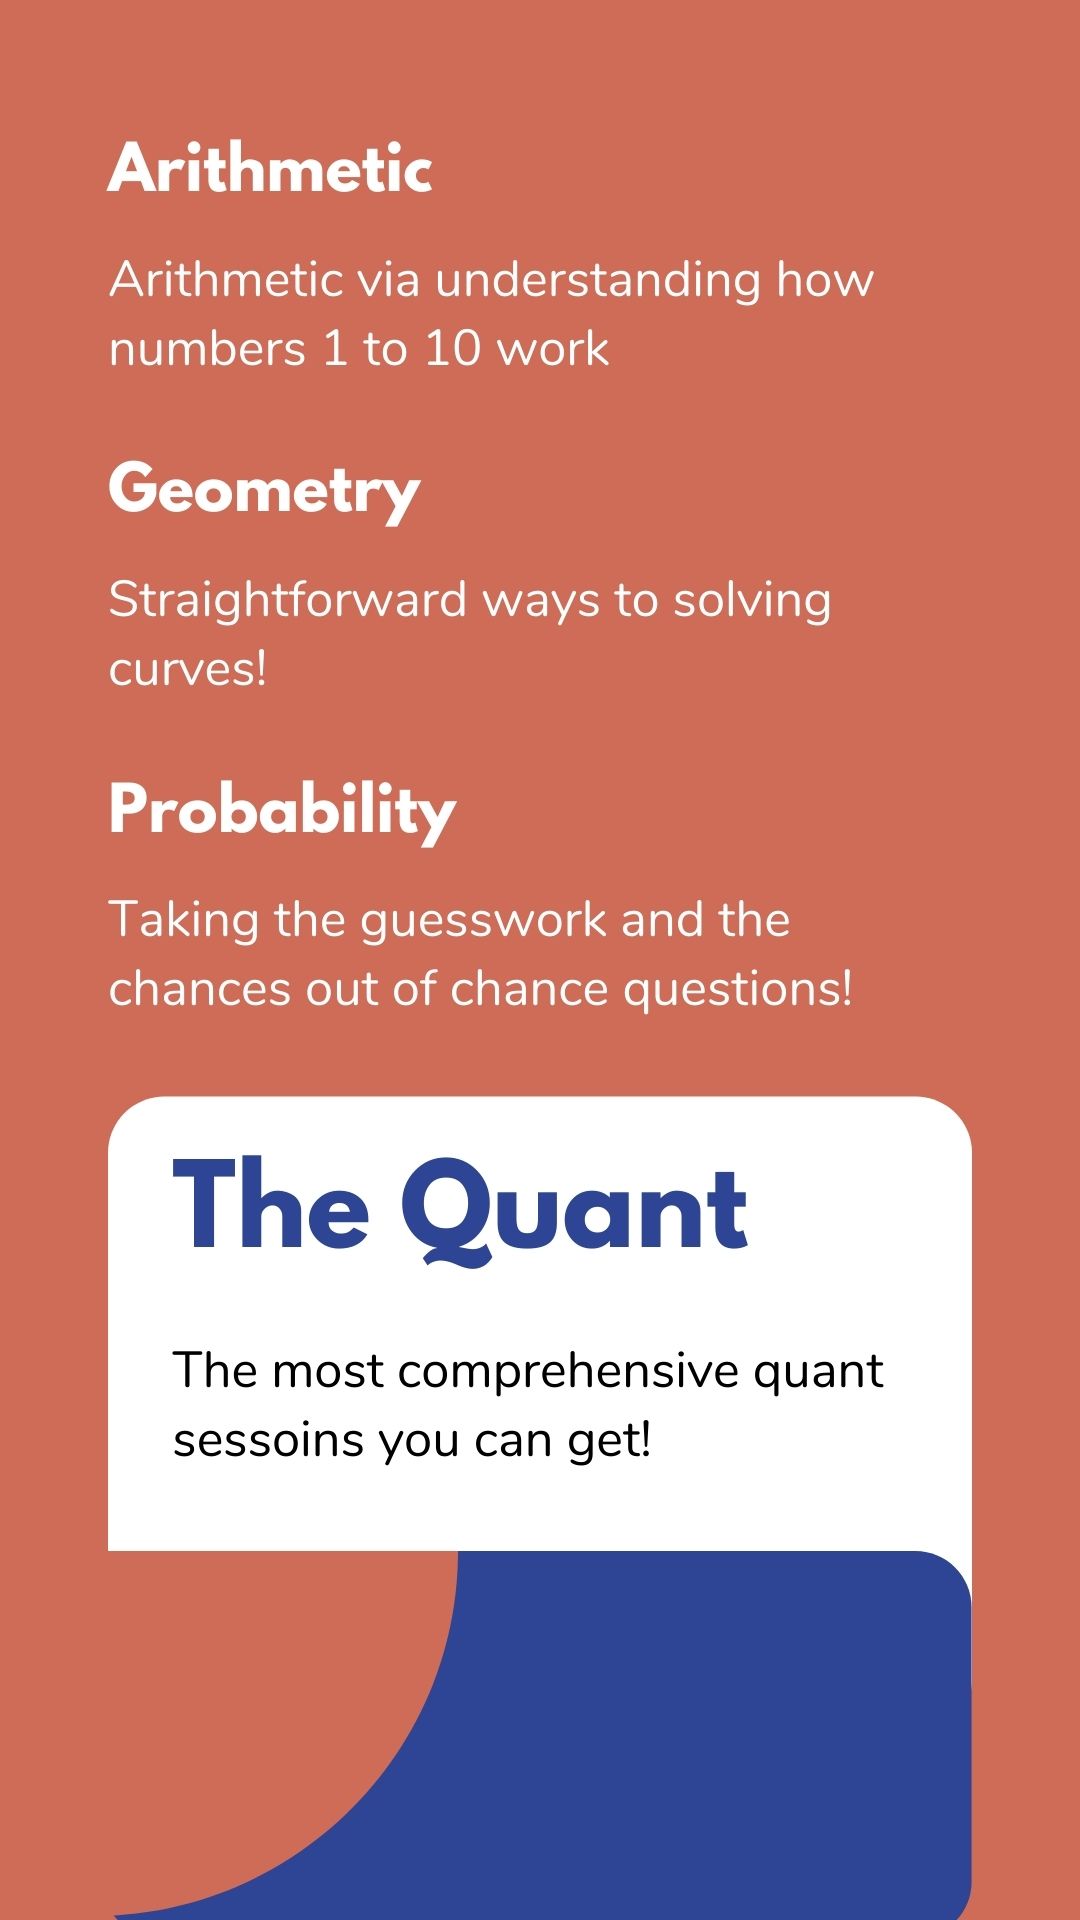 Arithmetic
Arithmetic via understanding how
numbers 1 to 10 work
Geometry
Straightforward ways to solving
curves!
Probability
Taking the guesswork and the
chances out of chance questions!
The Quant
The most comprehensive quant
sessoins you can get!